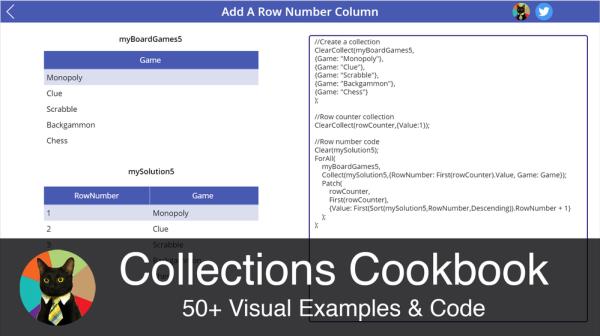 Add A Row Number Column
myBoardGames5
Game
Monopoly
Clue
Scrabble
Backgammon
Chess
mySolution5
RowNumber Game
1 Monopoly
2 Clue
3 Scrabble
//Create a collection
ClearCollect(myBoardGames5,
{Game: "Monopoly"},
{Game: "Clue"},
{Game: "Scrabble"},
{Game: "Backgammon"},
{Game: "Chess"}
);
//Row counter collection
ClearCollect(rowCounter,{Value:1});
//Row number code
Clear(mySolution5);
ForAll(
myBoardGames5,
Collect(mySolution5,{RowNumber: First(rowCounter).Value, Game: Game});
Patch(
rowCounter,
First(rowCounter),
{Value: First(Sort(mySolution5,RowNumber,Descending)).RowNumber + 1}
);
);
Collections Cookbook
50+ Visual Examples & Code